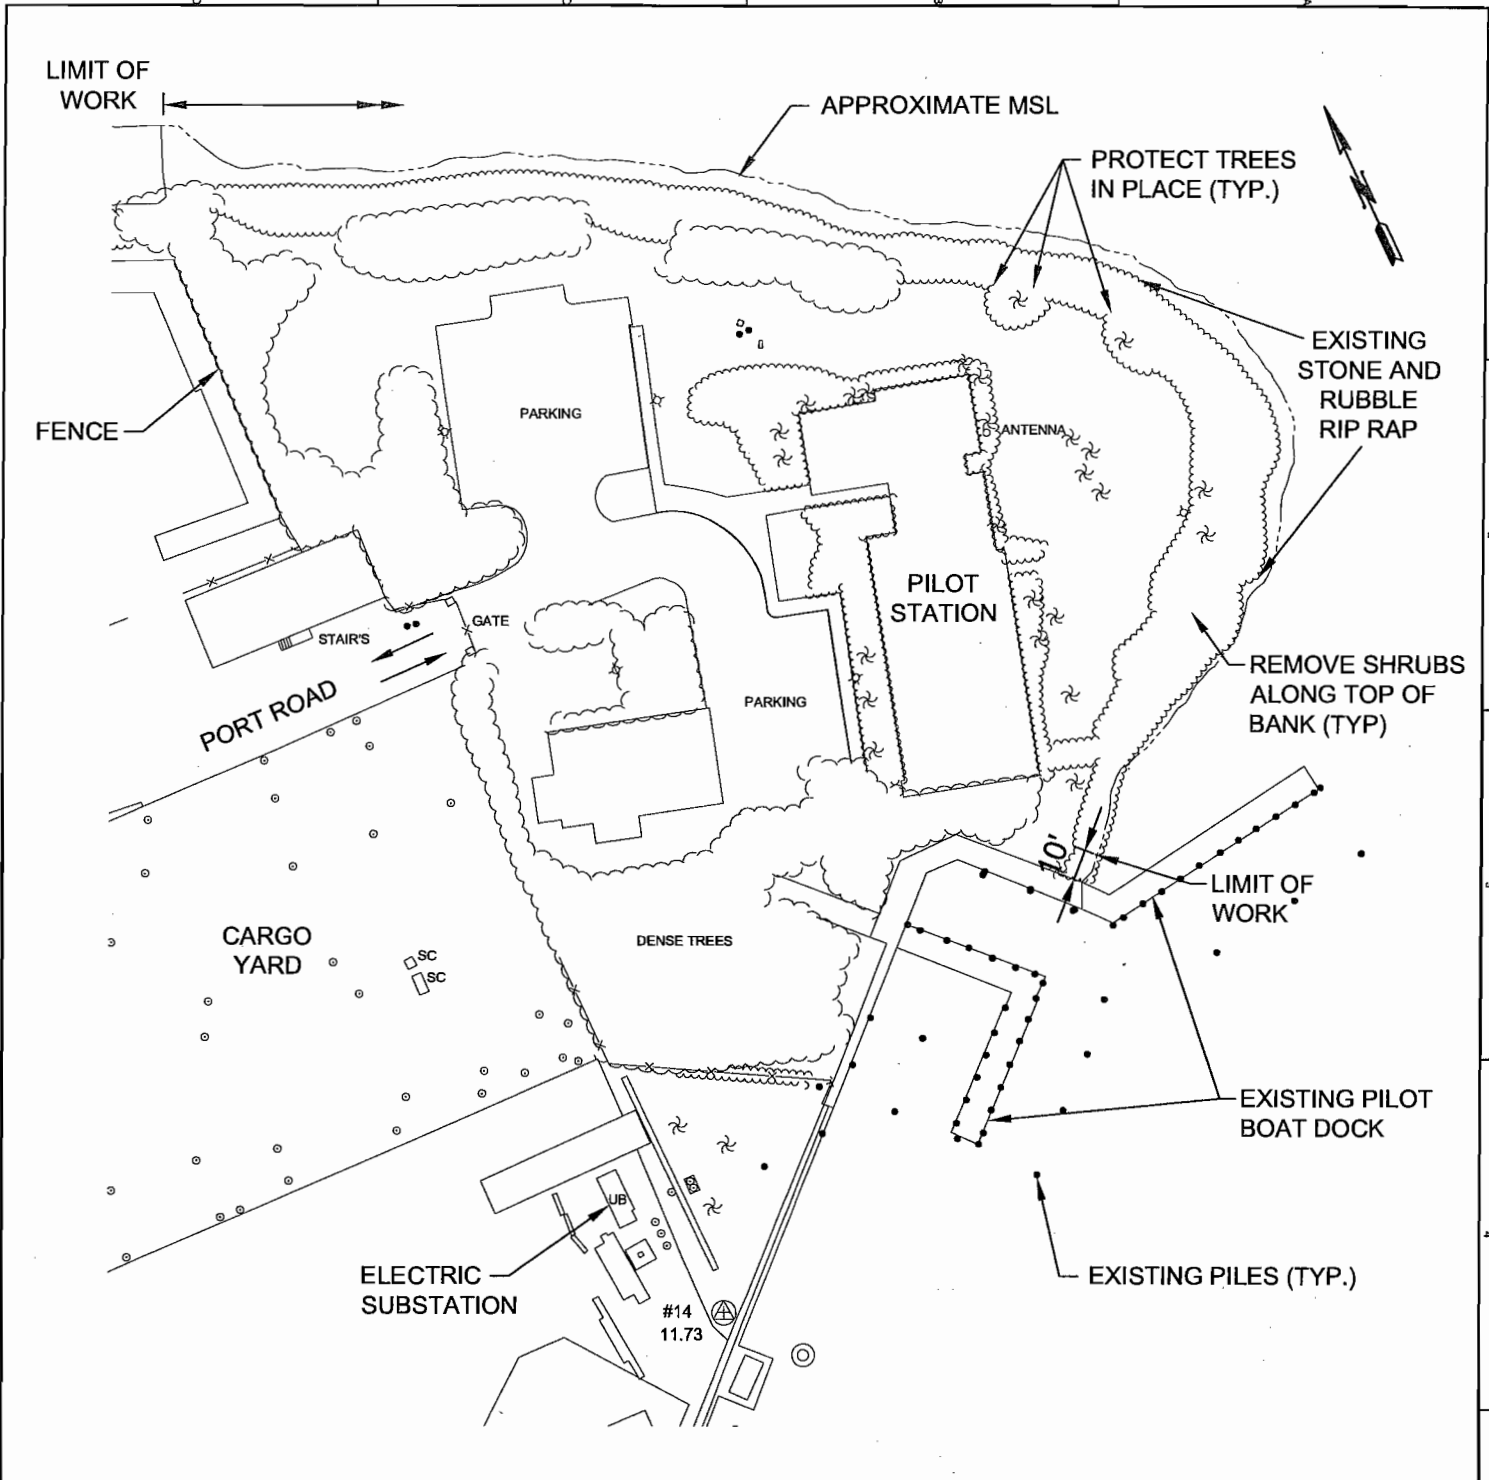 LIMIT OF
WORK
APPROXIMATE MSL
PROTECT TREES
IN PLACE (TYP.)
EXISTING
STONE AND
RUBBLE
RIP RAP
FENCE
PARKING
ANTENNA
PILOT
STATION
GATE
STAIR'S
PORT ROAD
REMOVE SHRUBS
ALONG TOP OF
BANK (TYP)
PARKING
10'
LIMIT OF
WORK
CARGO
YARD
SC
SC
DENSE TREES
EXISTING PILOT
BOAT DOCK
UB
ELECTRIC
SUBSTATION
EXISTING PILES (TYP.)
#14
11.73